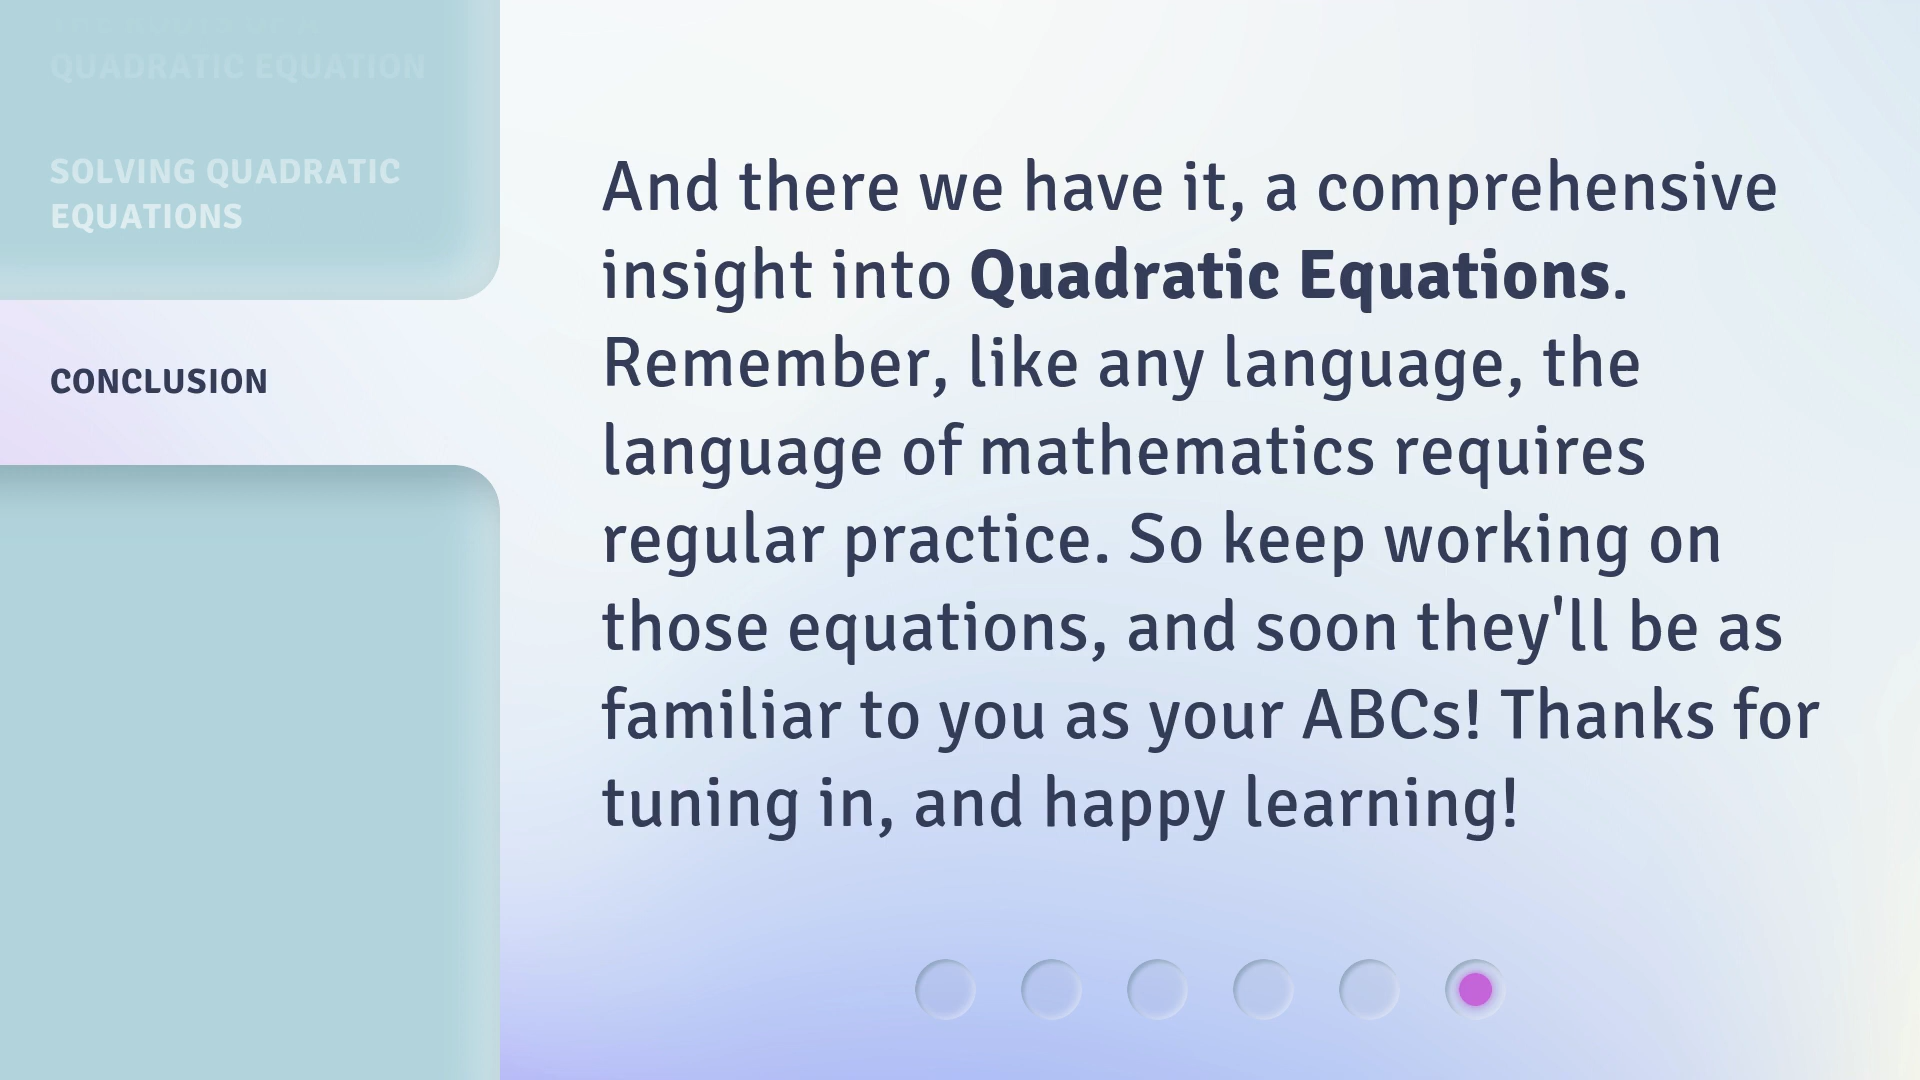 QUADRATIC EQUATION
SOLVING QUADRATIC
EQUATIONS
CONCLUSION
And there we have it, a comprehensive
insight into Quadratic Equations.
Remember, like any language, the
language of mathematics requires
regular practice. So keep working on
those equations, and soon they'll be as
familiar to you as your ABCs! Thanks for
tuning in, and happy learning!